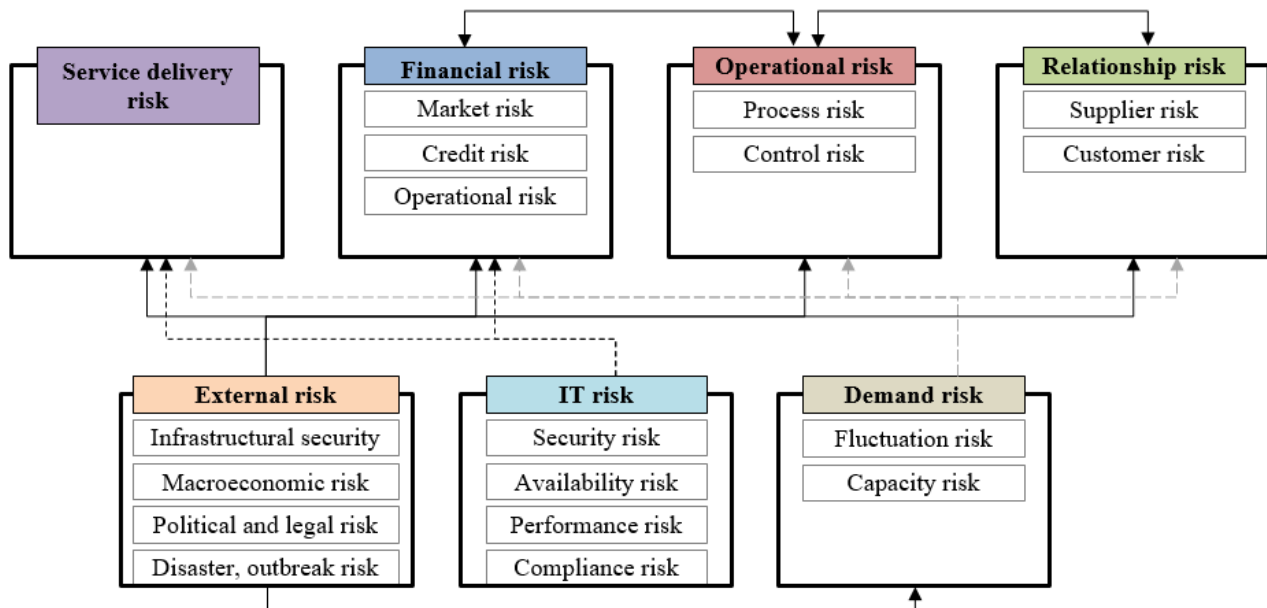 Service delivery
risk
Financial risk
Market risk
Credit risk
Operational risk
Operational risk
Process risk
Control risk
Relationship risk
Supplier risk
Customer risk
External risk
Infrastructural security
Macroeconomic risk
Political and legal risk
Disaster, outbreak risk
IT risk
Security risk
Availability risk
Performance risk
Compliance risk
Demand risk
Fluctuation risk
Capacity risk